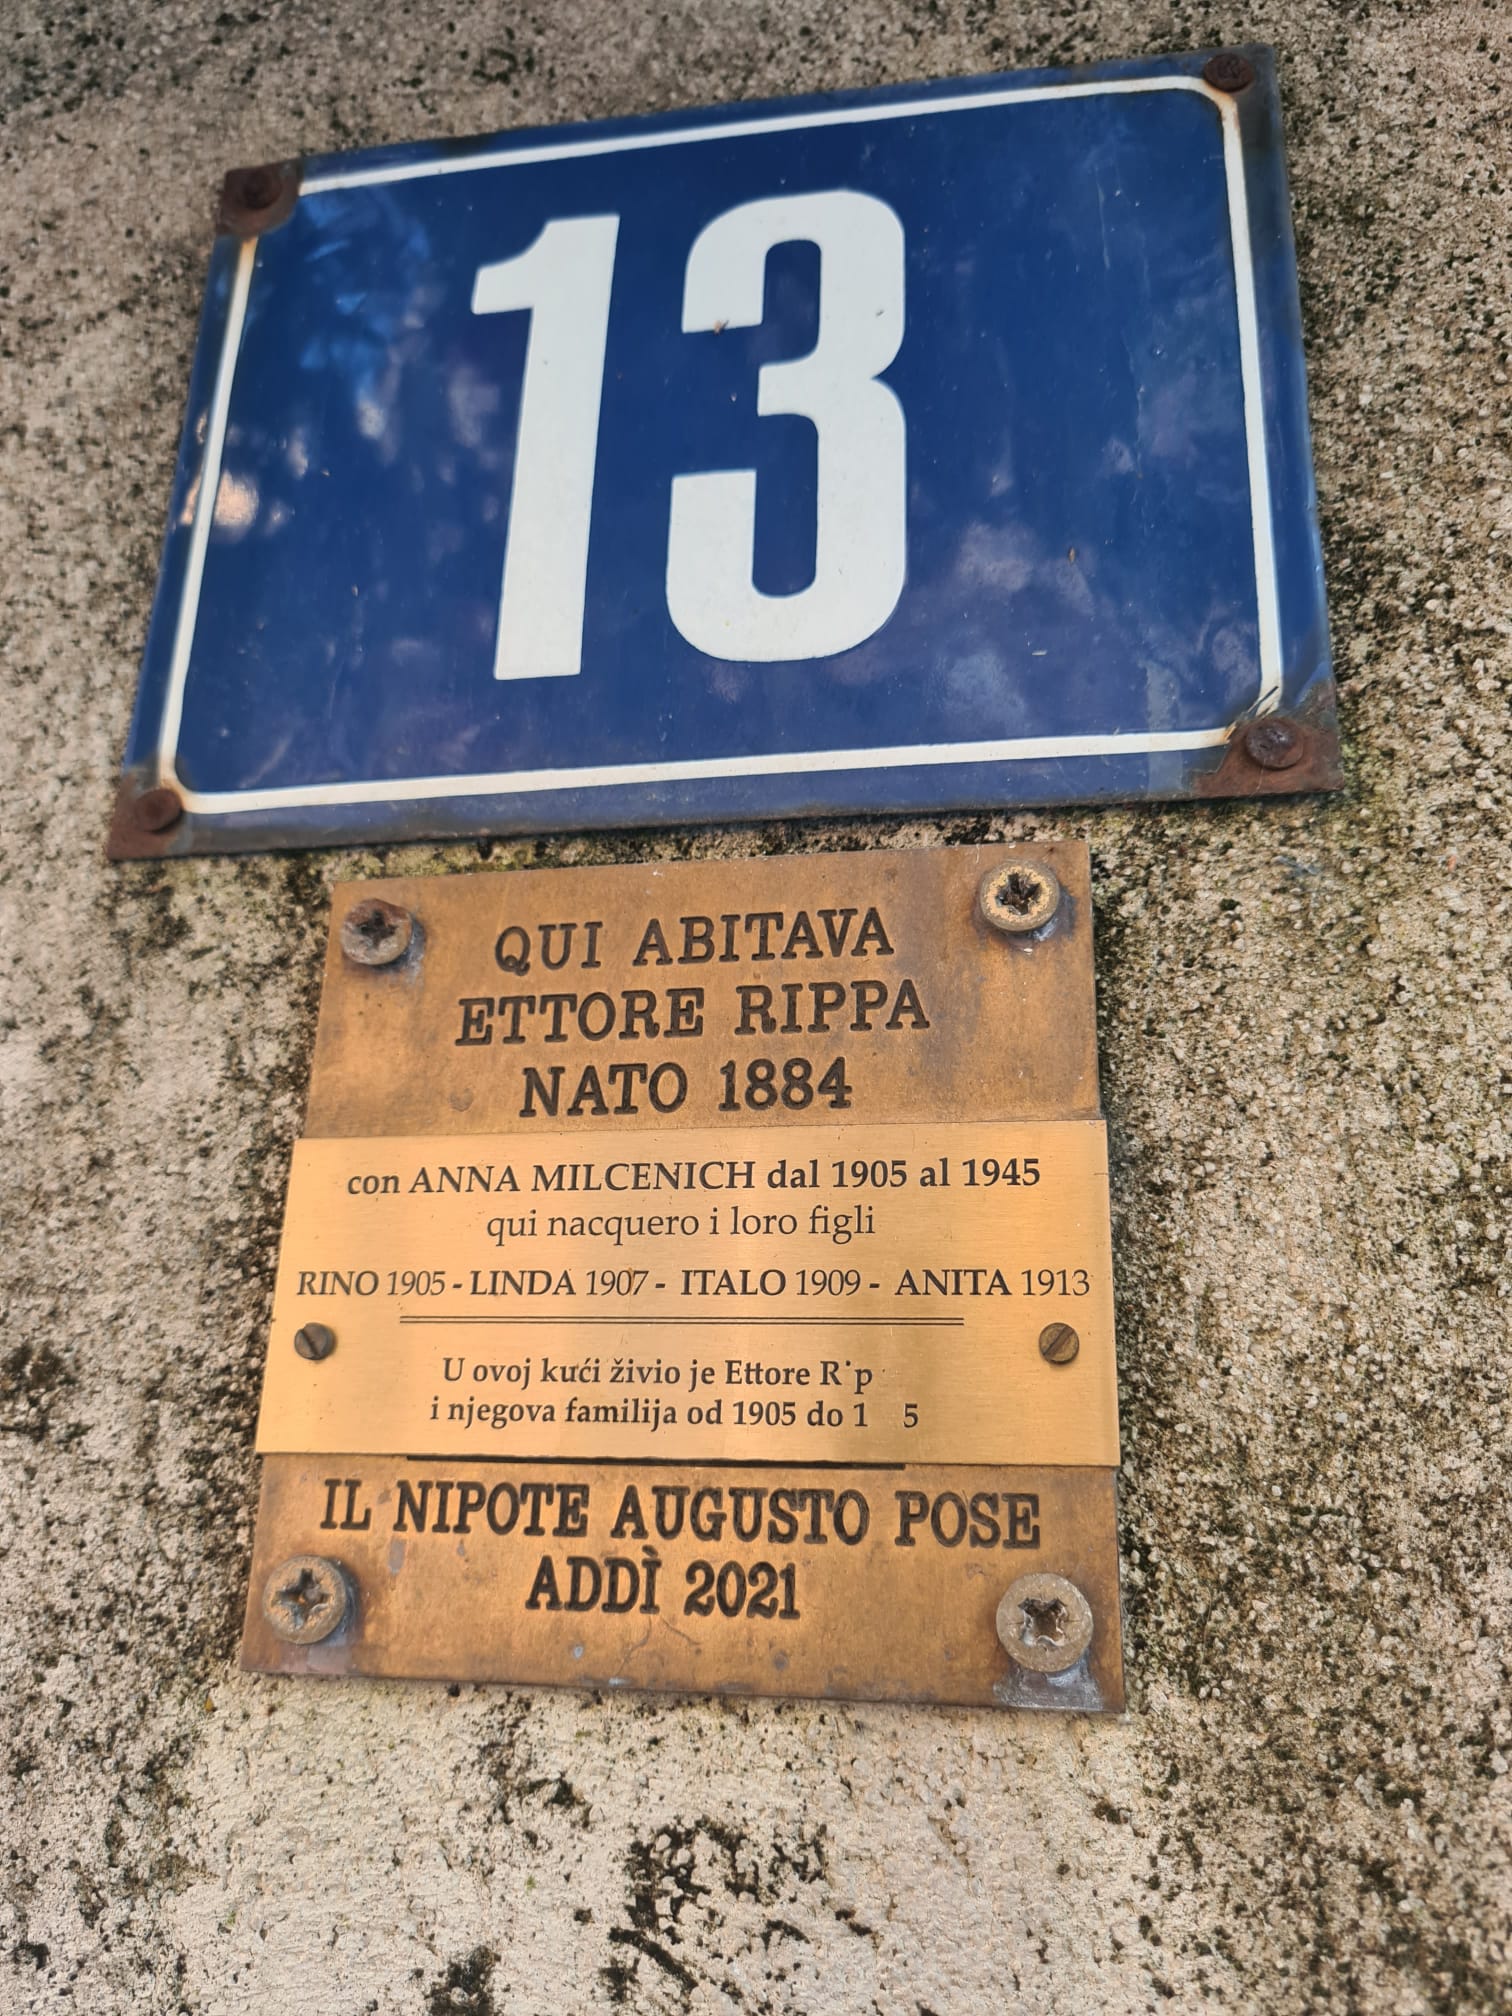 13
QUI ABITAVA
ETTORE RIPPA
NATO 1884
con ANNA MILCENICH dal 1905 al 1945
qui nacquero i loro figli
RINO 1905 - LINDA 1907 - ITALO 1909 - ANITA 1913
U ovoj kući živio je Ettore
i njegova familija od 1905 do
IL NIPOTE AUGUSTO POSE
ADDÌ 2021